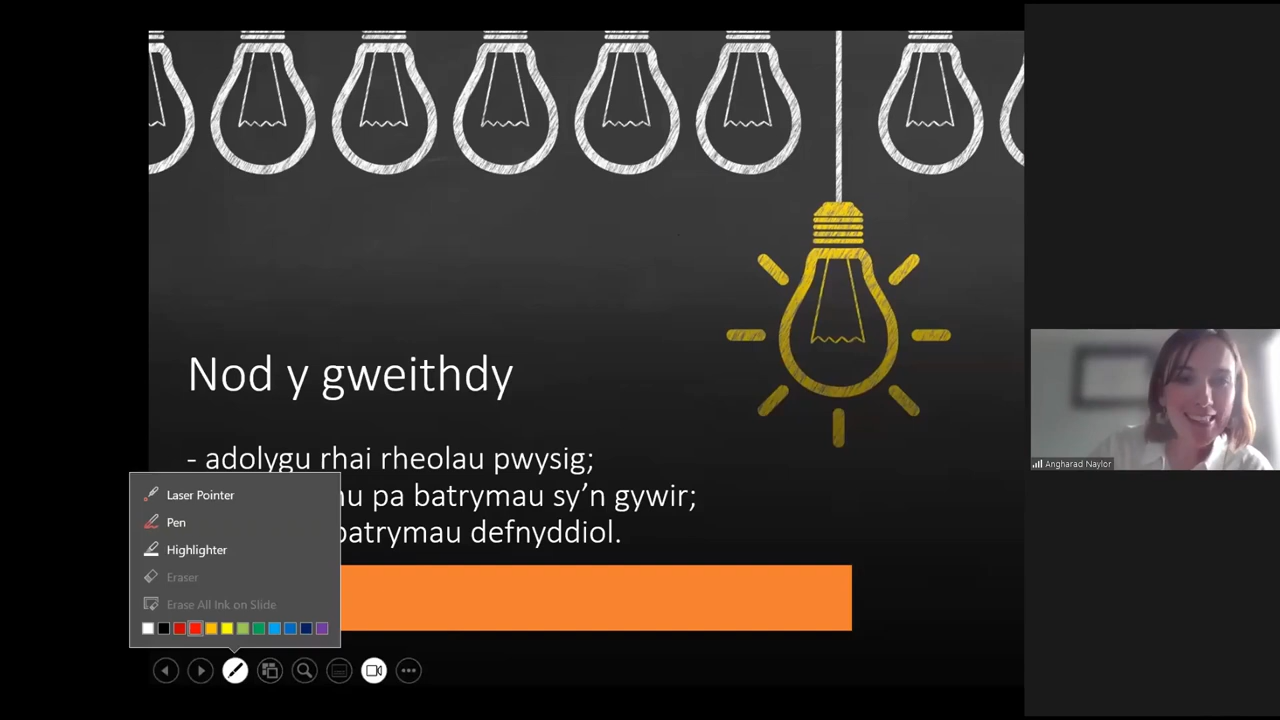 Nod y gweithdy
- adolygu rhai rheolau pwysig;
pa batrymau sy’n gywir;
batrymau defnyddiol.
Laser Pointer
Pen
Highlighter
Eraser
Erase All Ink on Slide
Angharad Naylor